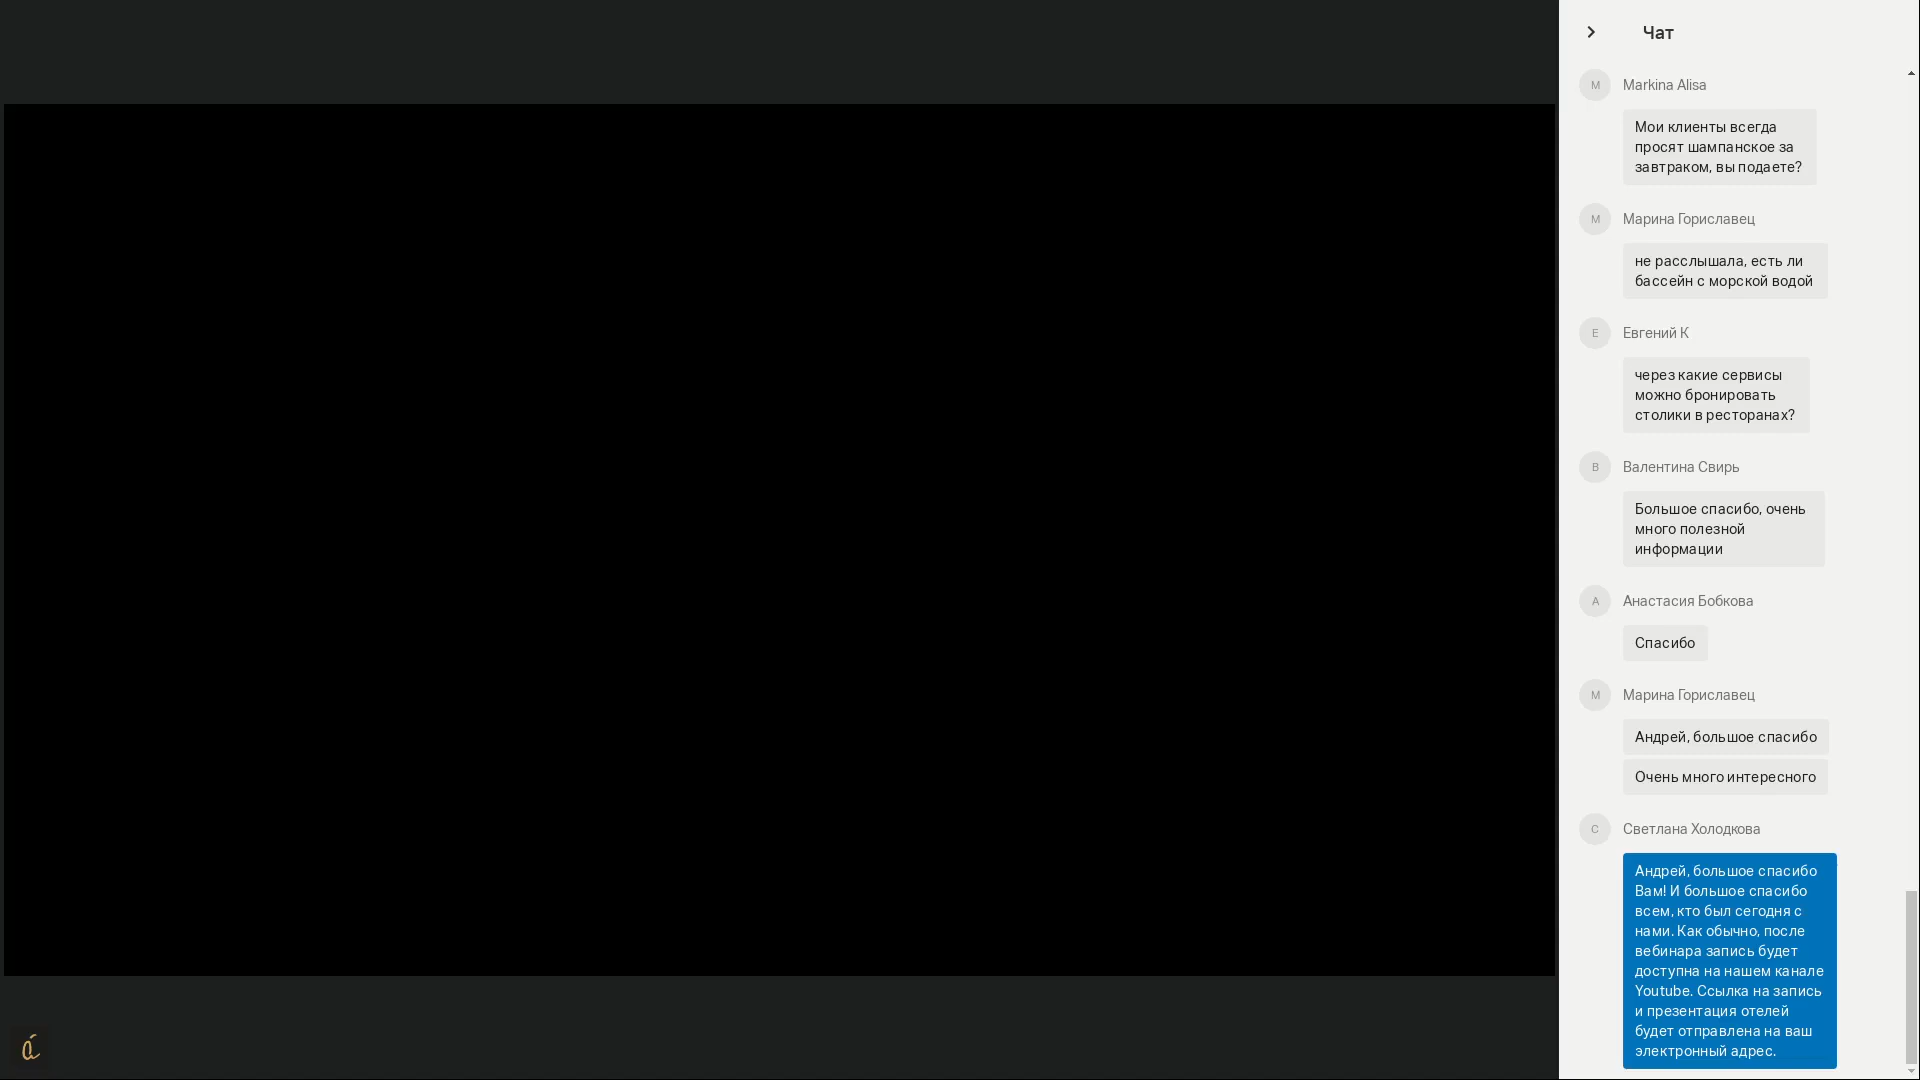 Чат
M
Markina Alisa
Мои клиенты всегда
просят шампанское за
завтраком, вы подаете?
М
Марина Гориславец
не расслышала, есть ли
бассейн с морской водой
Е
Евгений К
через какие сервисы
можно бронировать
столики в ресторанах?
В
Валентина Свирь
Большое спасибо, очень
много полезной
информации
А
Анастасия Бобкова
Спасибо
М
Марина Гориславец
Андрей, большое спасибо
Очень много интересного
С
Светлана Холодкова
Андрей, большое спасибо
Вам! И большое спасибо
всем, кто был сегодня с
нами. Как обычно, после
вебинара запись будет
доступна на нашем канале
Youtube. Ссылка на запись
и презентация отелей
будет отправлена на ваш
электронный адрес.
á